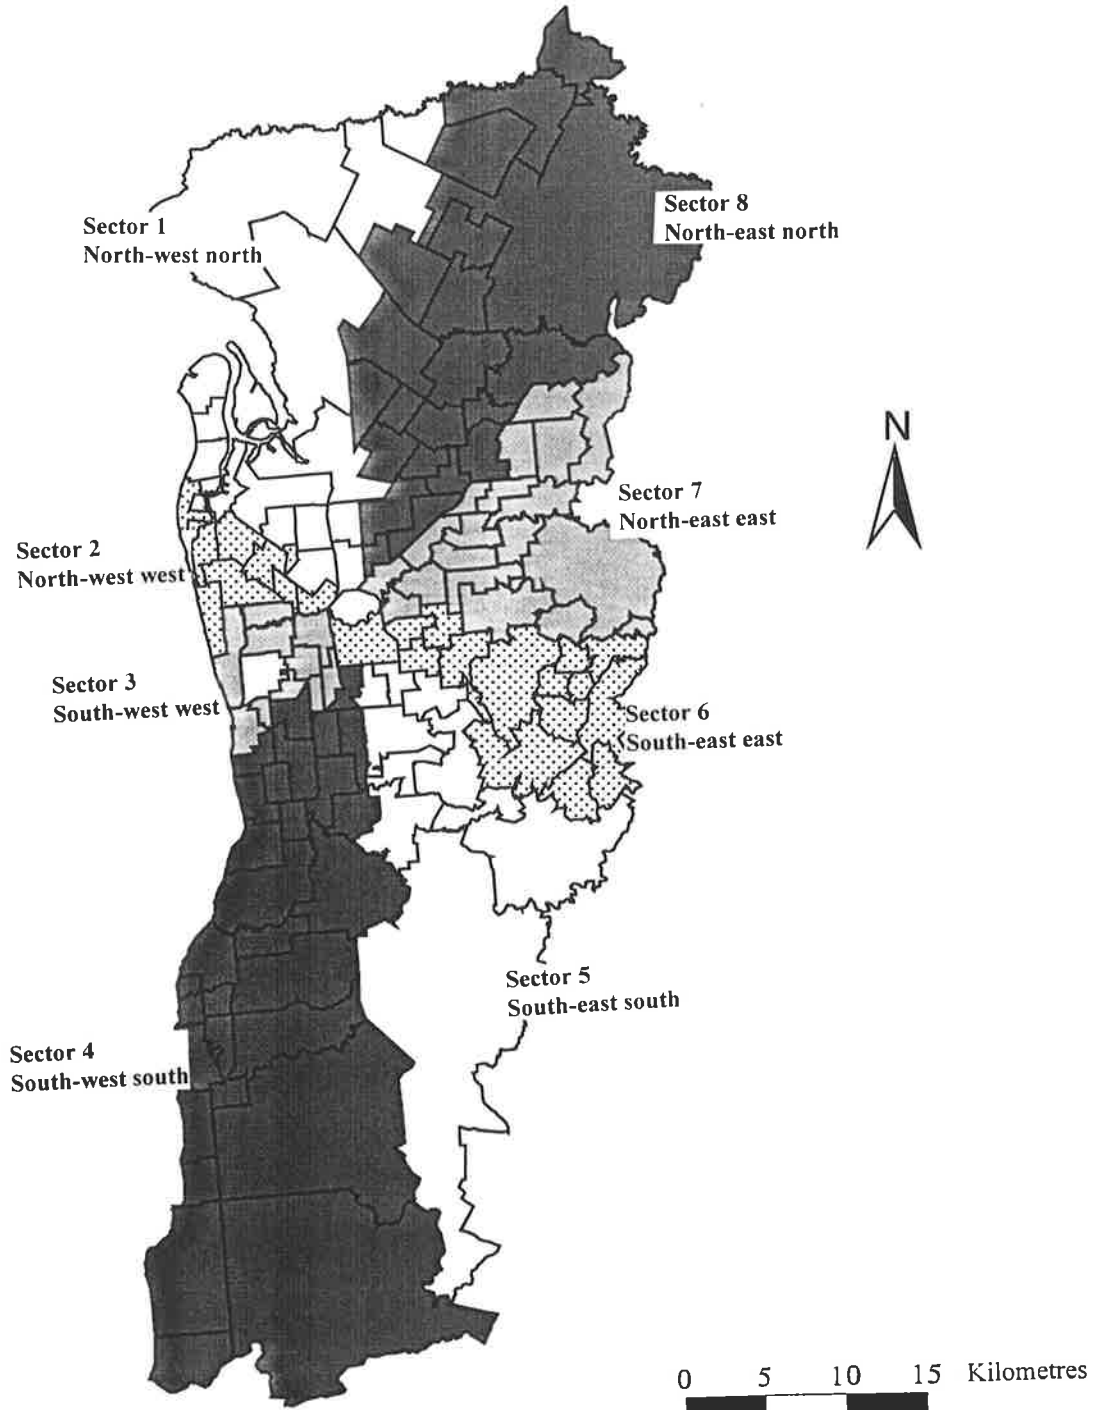 Sector 1
North-west north
Sector 8
North-east north
N
Sector 7
North-east east
Sector 2
North-west west
Sector 3
South-west west
Sector 6
South-east east
Sector 5
South-east south
Sector 4
South-west south
0 5 10 15 Kilometres